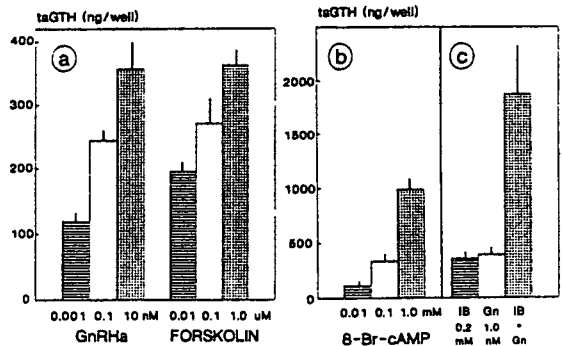 taGTH (ng/well)
taGTH (ng/well)
400
300
200
100
0
a
0.001 0.1 10 nM
0.01 0.1 1.0 uM
GnRHa
FORSKOLIN
2000
1500
1000
500
0
b
c
0.001 0.1 1.0 mM
8-Br-cAMP
IB Gn IB
0.2 1.0
mM nM Gn